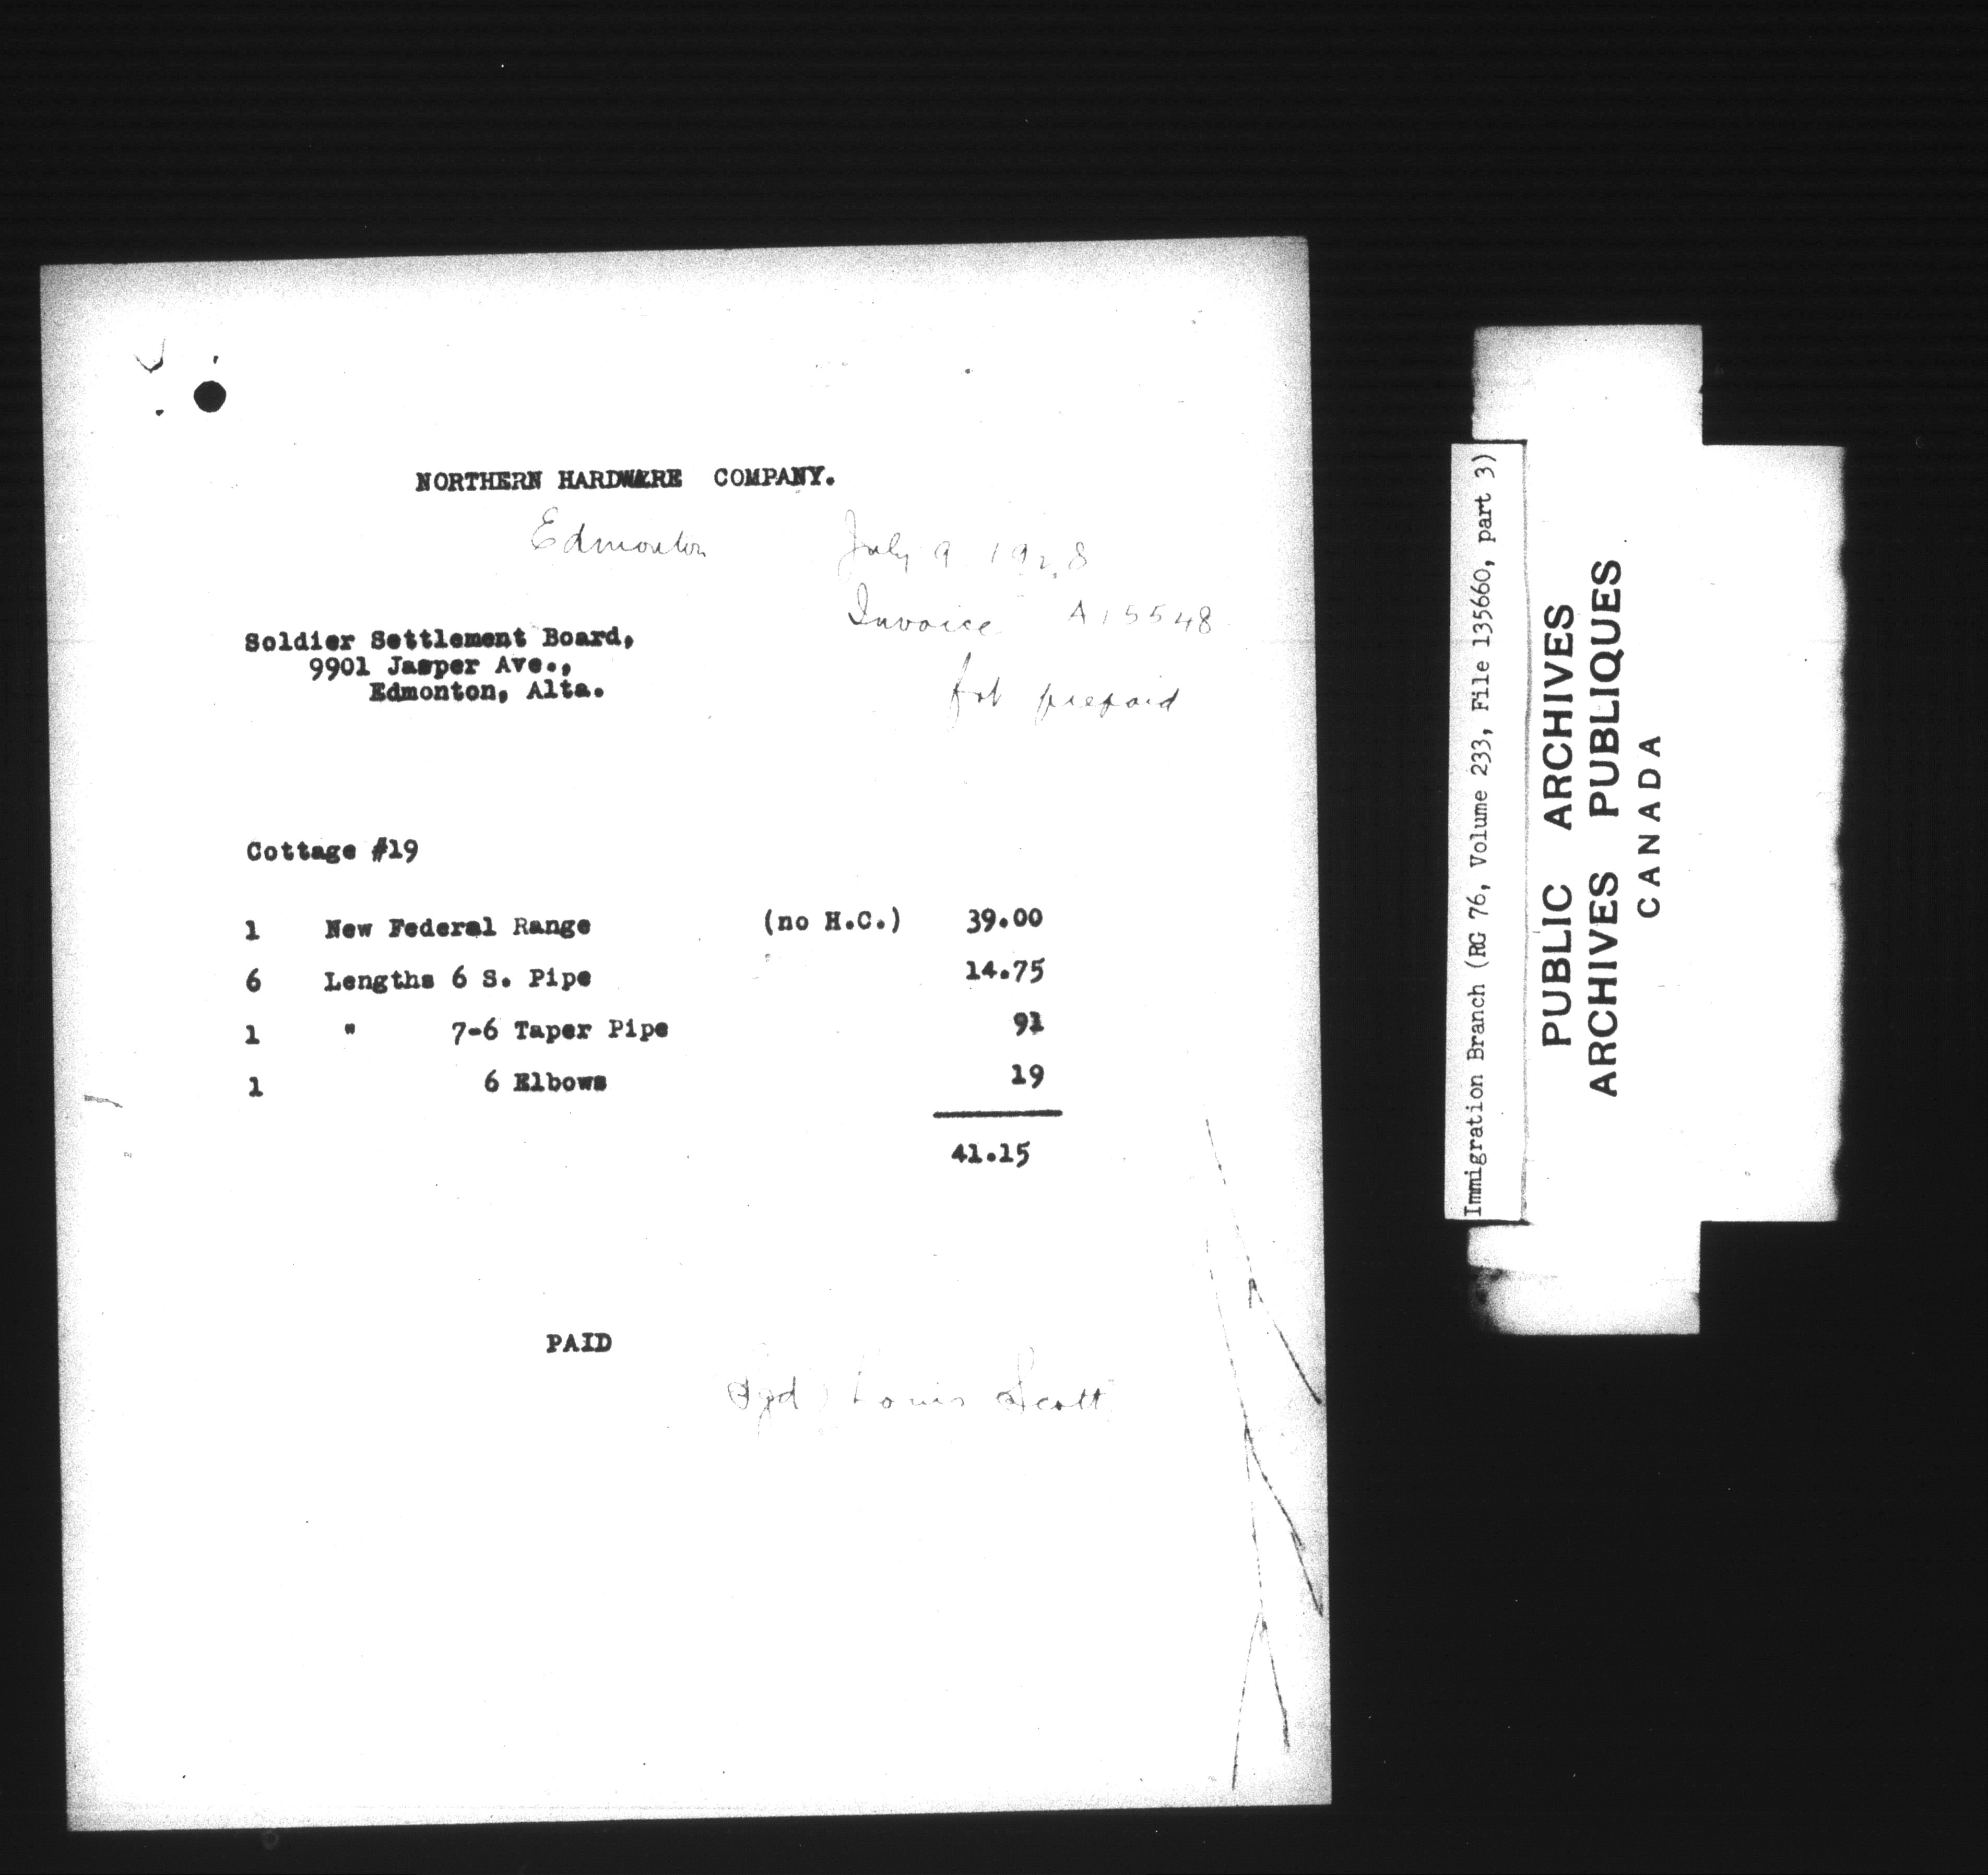 NORTHERN HARDWARE COMPANY.
Edmonton July 9 1928
Invoice A15548
Soldier Settlement Board,
9901 Jasper Ave.,
Edmonton, Alta.
prepaid
Cottage #19
1 New Federal Range (no H.C.) 39.00
6 Lengths 6 S. Pipe 14.75
1 " 7-6 Taper Pipe 91
1 6 Elbows 19
41.15
PAID
Sgd) Louis Scott
Immigration Branch (RG 76, Volume 233, File 135660, part 3)
PUBLIC ARCHIVES
ARCHIVES PUBLIQUES
CANADA